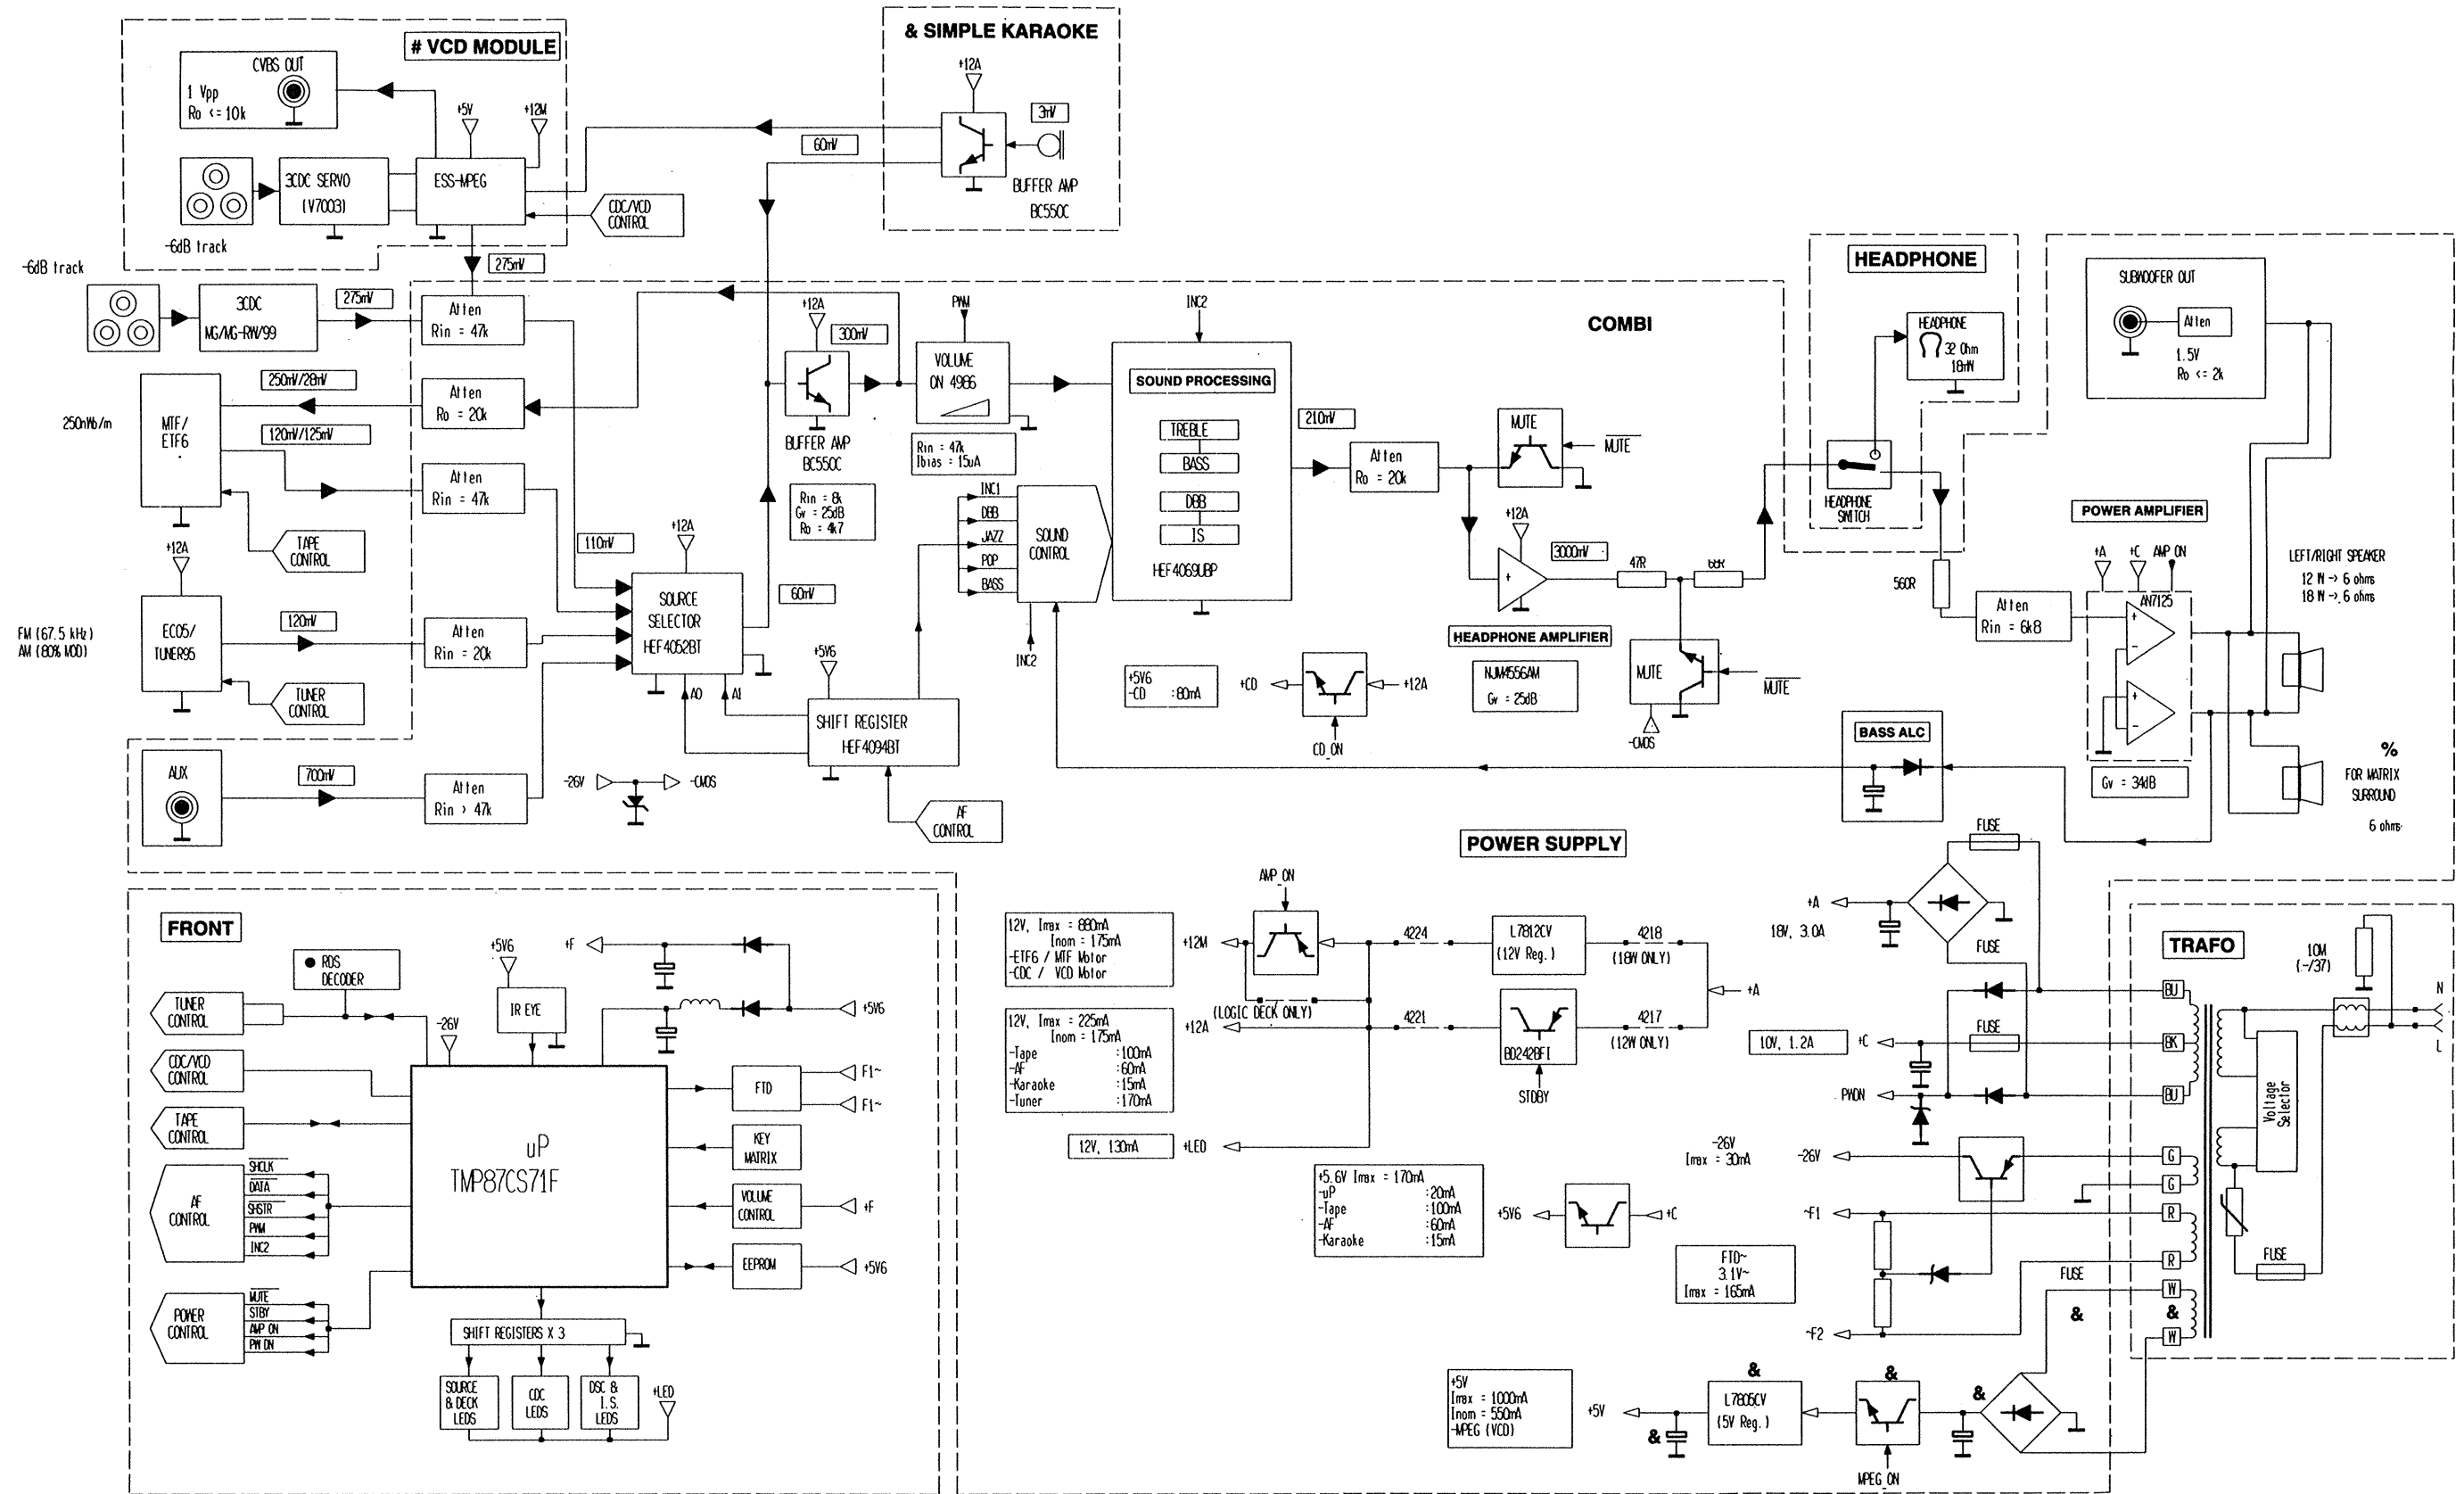 # VCD MODULE
CVBS OUT
1 Vpp
Ro <= 10k
+5V
+12M
3CDC SERVO
(V7003)
ESS-MPEG
CDC/VCD
CONTROL
-6dB track
275mV
& SIMPLE KARAOKE
+12A
3mV
60mV
BUFFER AMP
BC550C
-6dB track
3CDC
MG/MG-RW/99
275mV
Atten
Rin = 47k
250nWb/m
MTF/
ETF6
250mV/28mV
120mV/125mV
Atten
Ro = 20k
Atten
Rin = 47k
TAPE
CONTROL
+12A
FM (67.5 kHz)
AM (80% MOD)
EC05/
TUNER95
120mV
Atten
Rin = 20k
TUNER
CONTROL
AUX
700mV
Atten
Rin > 47k
110mV
+12A
SOURCE
SELECTOR
HEF4052BT
60mV
A0
A1
-26V
-CMOS
+5V6
SHIFT REGISTER
HEF4094BT
AF
CONTROL
+12A
300mV
BUFFER AMP
BC550C
Rin = 8k
Gv = 25dB
Ro = 4k7
PWM
VOLUME
ON 4986
Rin = 47k
Ibias = 15uA
INC1
DBB
JAZZ
POP
BASS
SOUND
CONTROL
INC2
INC2
SOUND PROCESSING
TREBLE
BASS
DBB
IS
HEF4069UBP
COMBI
210mV
Atten
Ro = 20k
MUTE
MUTE
+12A
3000mV
47R
68R
HEADPHONE AMPLIFIER
NJM4556AM
Gv = 25dB
MUTE
MUTE
-CMOS
+5V6
-CD :80mA
+CD
+12A
CD_ON
HEADPHONE
HEADPHONE
32 Ohm
18mW
HEADPHONE
SWITCH
SUBWOOFER OUT
Atten
1.5V
Ro <= 2k
POWER AMPLIFIER
+A
+C
AMP ON
AN7125
560R
Atten
Rin = 6k8
LEFT/RIGHT SPEAKER
12 W -> 6 ohms
18 W -> 6 ohms
Gv = 34dB
%
FOR MATRIX
SURROUND
6 ohms
BASS ALC
POWER SUPPLY
AMP_ON
12V, Imax = 880mA
Inom = 175mA
-ETF6 / MTF Motor
-CDC / VCD Motor
+12M
4224
L7812CV
(12V Reg.)
4218
(18W ONLY)
+A
(LOGIC DECK ONLY)
12V, Imax = 225mA
Inom = 175mA
-Tape :100mA
-AF :60mA
-Karaoke :15mA
-Tuner :170mA
+12A
4221
BD242BFI
4217
(12W ONLY)
STDBY
12V, 130mA
+LED
+5.6V Imax = 170mA
-uP :20mA
-Tape :100mA
-AF :60mA
-Karaoke :15mA
+5V6
+C
FUSE
+A
18V, 3.0A
FUSE
10V, 1.2A
+C
FUSE
PWDN
-26V
Imax = 30mA
-26V
~F1
FTD~
3.1V~
Imax = 165mA
~F2
FUSE
&
+5V
Imax = 1000mA
Inom = 550mA
-MPEG (VCD)
+5V
&
&
L7805CV
(5V Reg.)
&
MPEG_ON
&
TRAFO
10M
(-/37)
N
L
BU
BK
BU
G
G
R
R
W
&
W
Voltage
Selector
FUSE
FRONT
RDS
DECODER
TUNER
CONTROL
-26V
+5V6
IR EYE
+F
+5V6
CDC/VCD
CONTROL
TAPE
CONTROL
AF
CONTROL
SHCLK
DATA
SHSTR
PWM
INC2
POWER
CONTROL
MUTE
STBY
AMP ON
PW DN
uP
TMP87CS71F
FTD
F1~
F1~
KEY
MATRIX
VOLUME
CONTROL
+F
EEPROM
+5V6
SHIFT REGISTERS X 3
SOURCE
& DECK
LEDS
CDC
LEDS
DSC &
I.S.
LEDS
+LED